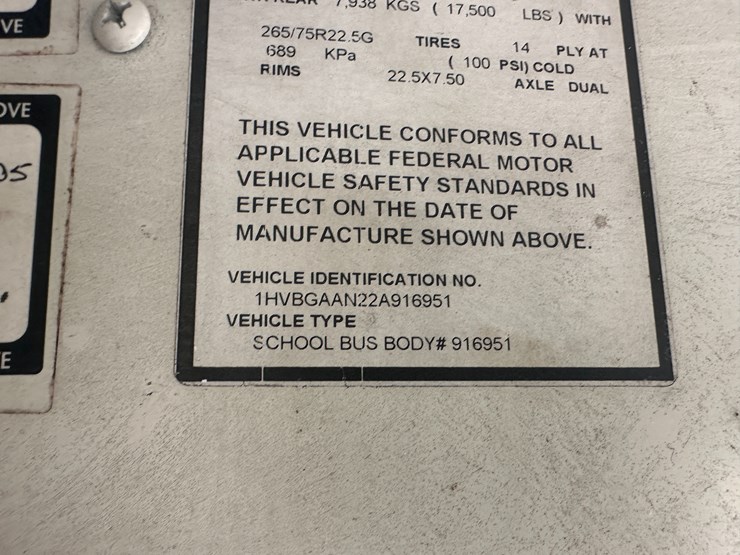 VE
REAR 7,938 KGS ( 17,500 LBS ) WITH
265/75R22.5G TIRES 14 PLY AT
689 KPa ( 100 PSI) COLD
RIMS 22.5X7.50 AXLE DUAL
OVE
05
THIS VEHICLE CONFORMS TO ALL
APPLICABLE FEDERAL MOTOR
VEHICLE SAFETY STANDARDS IN
EFFECT ON THE DATE OF
MANUFACTURE SHOWN ABOVE.
VEHICLE IDENTIFICATION NO.
1HVBGAAN22A916951
VEHICLE TYPE
SCHOOL BUS BODY# 916951
E